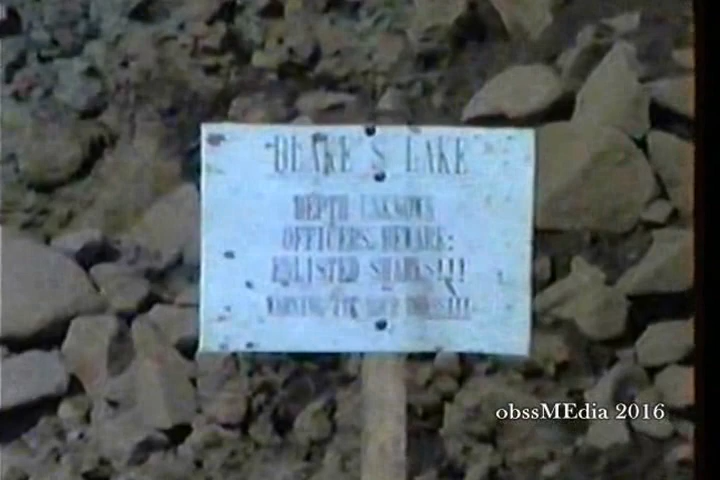 BLAKE'S LAKE
DEPTH UNKNOWN
OFFICERS BEWARE:
ENLISTED SHARKS!!!
obssMEdia 2016